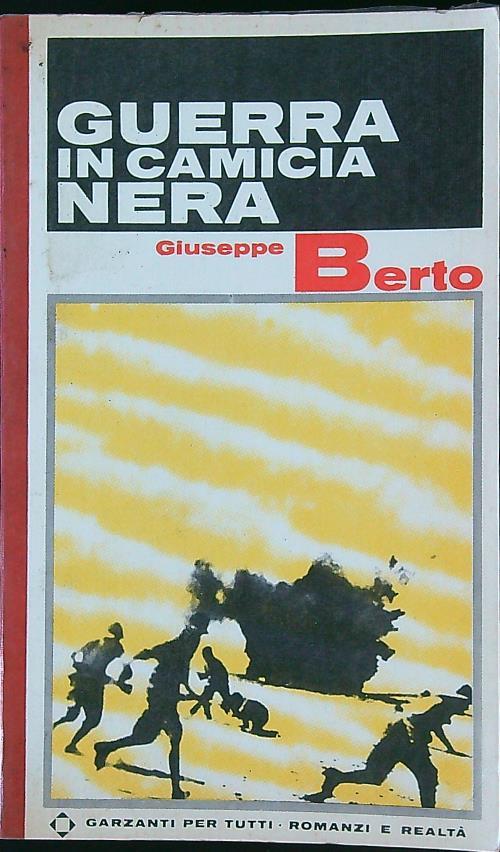 GUERRA
IN CAMICIA
NERA
Giuseppe Berto
GARZANTI PER TUTTI · ROMANZI E REALTÀ